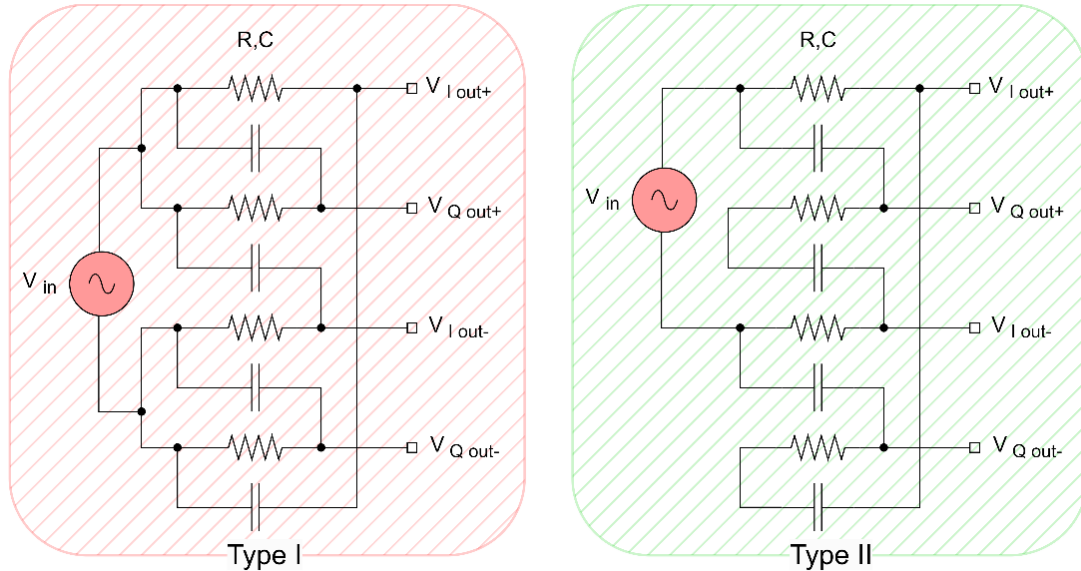 R,C
V I out+
V Q out+
V in
V I out-
V Q out-
Type I
R,C
V I out+
V in
V Q out+
V I out-
V Q out-
Type II